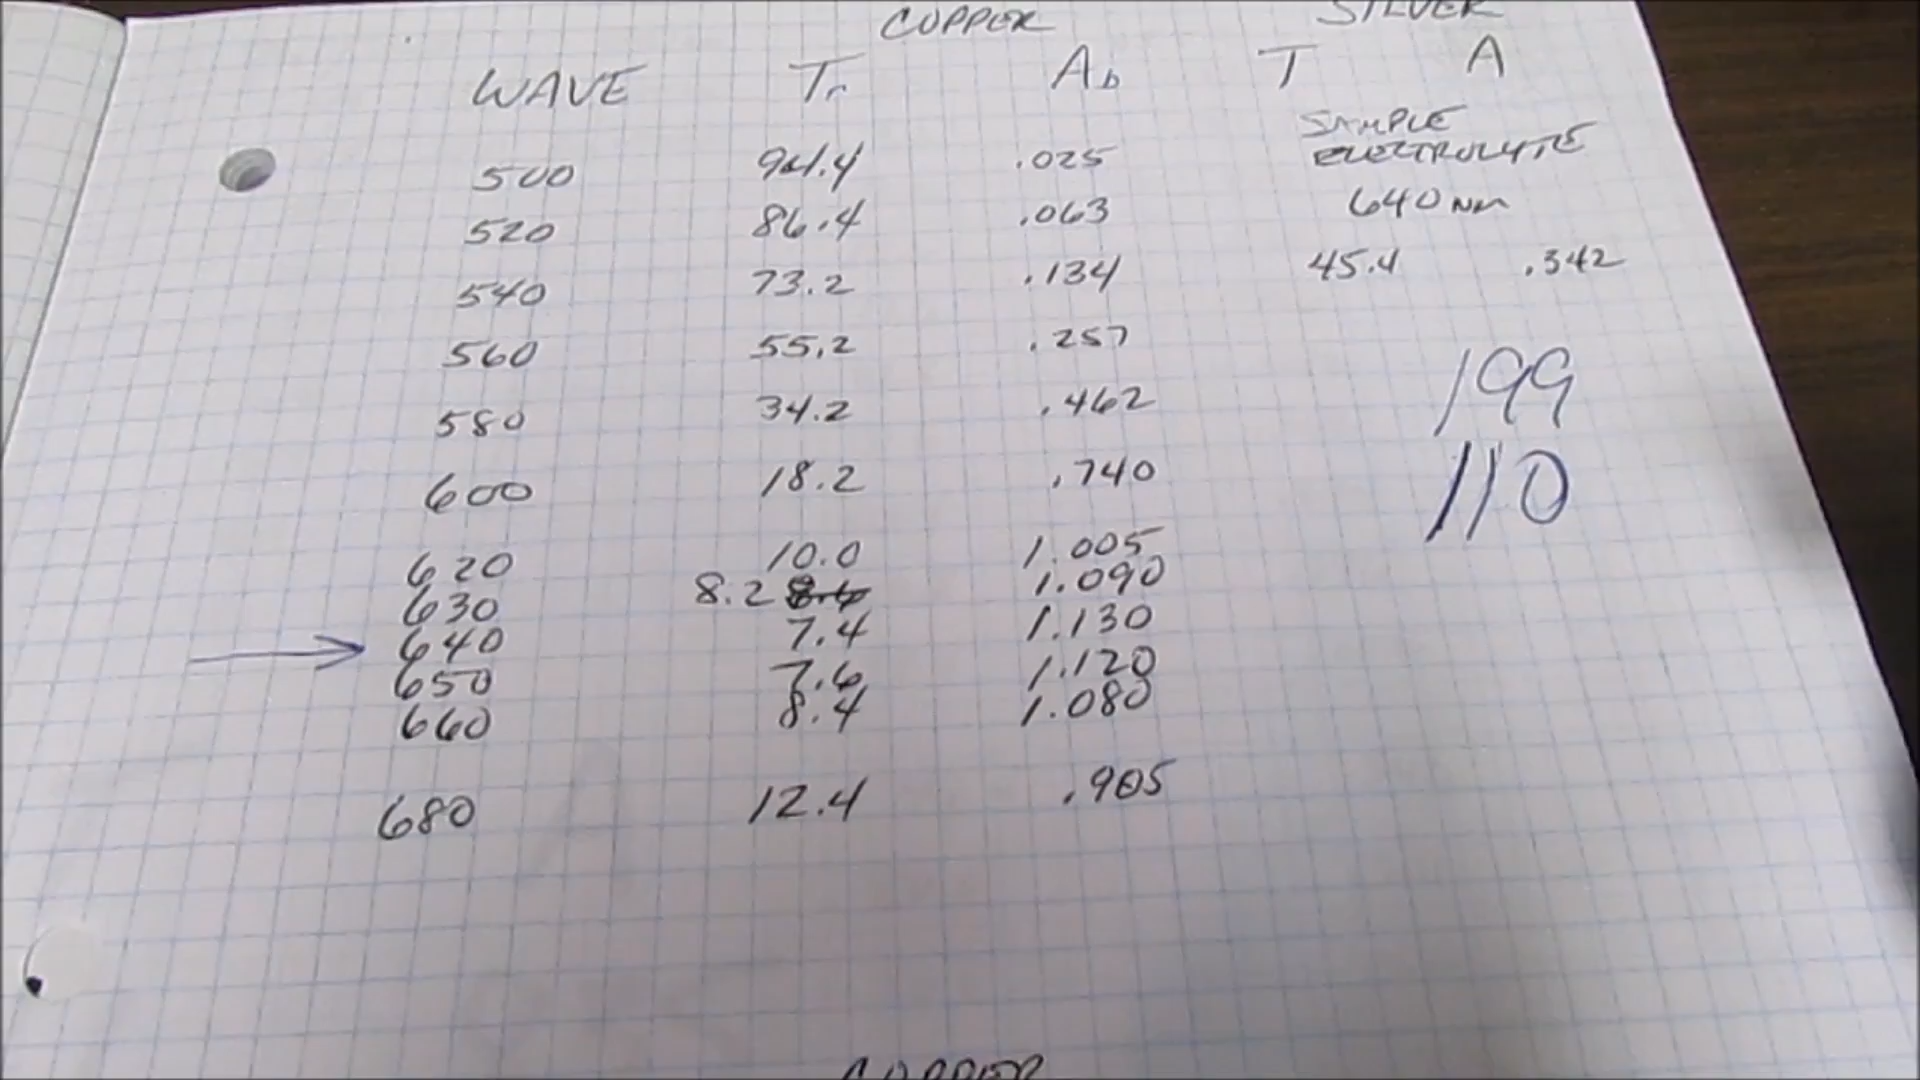 COPPER SILVER
WAVE Tr Ab T A
SAMPLE
ELECTROLYTE
500 94.4 .025
640 NM
520 86.4 .063
540 73.2 .134 45.4 .342
560 55.2 .257
199
580 34.2 .462
600 18.2 .740 110
620 10.0 1.005
630 8.2 8.6 1.090
640 7.4 1.130
650 7.6 1.120
660 8.4 1.080
680 12.4 .905
COPPER